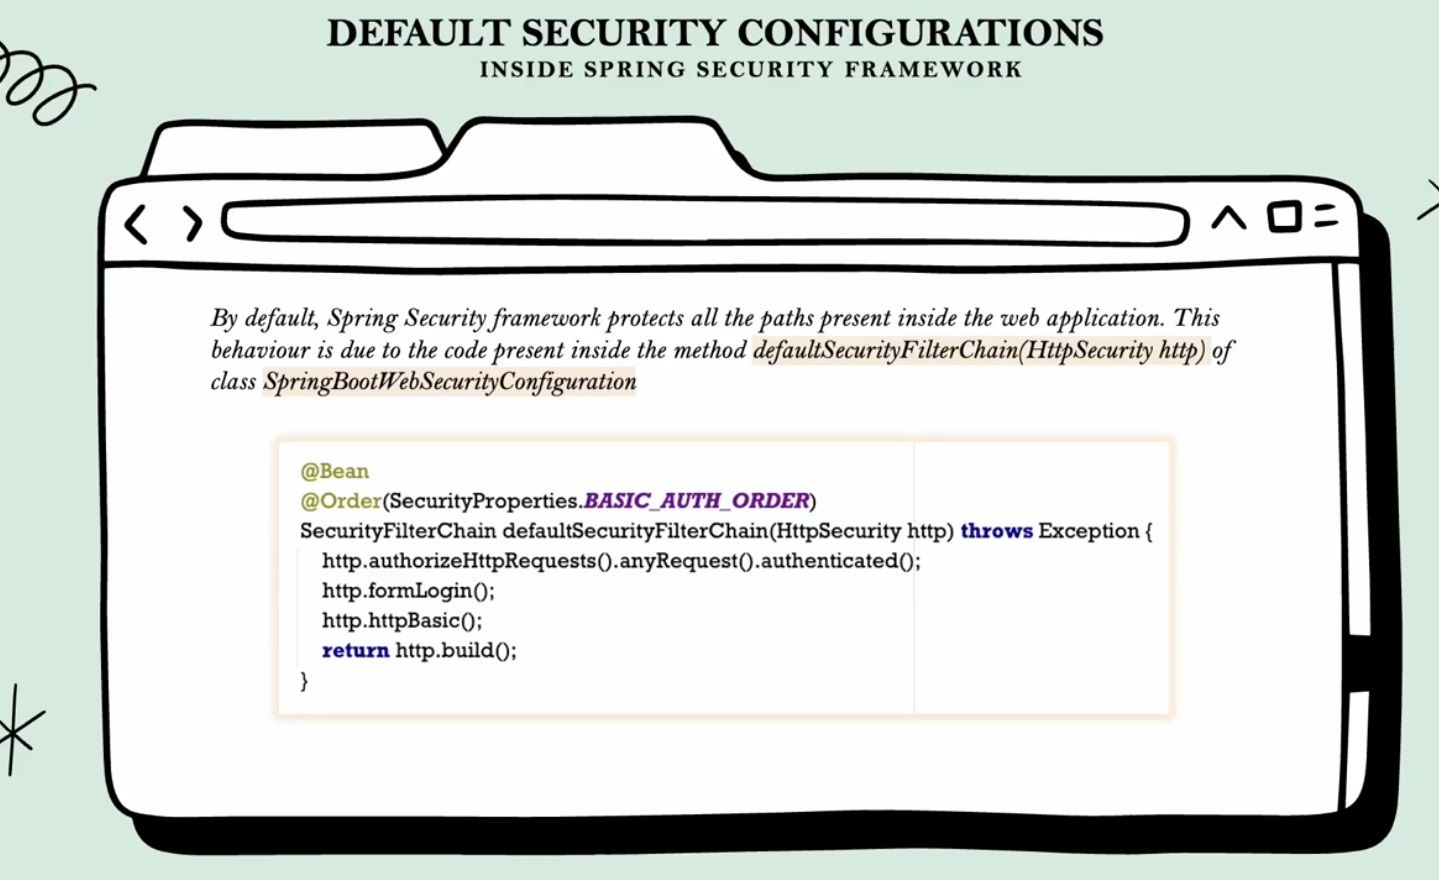 DEFAULT SECURITY CONFIGURATIONS
INSIDE SPRING SECURITY FRAMEWORK
By default, Spring Security framework protects all the paths present inside the web application. This
behaviour is due to the code present inside the method defaultSecurityFilterChain(HttpSecurity http) of
class SpringBootWebSecurityConfiguration
@Bean
@Order(SecurityProperties.BASIC_AUTH_ORDER)
SecurityFilterChain defaultSecurityFilterChain(HttpSecurity http) throws Exception {
http.authorizeHttpRequests().anyRequest().authenticated();
http.formLogin();
http.httpBasic();
return http.build();
}